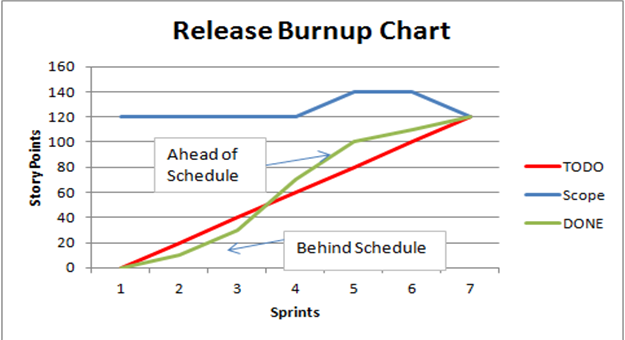 Release Burnup Chart
160
140
120
100
80
60
40
20
0
Story Points
Ahead of
Schedule
Behind Schedule
1 2 3 4 5 6 7
Sprints
TODO
Scope
DONE